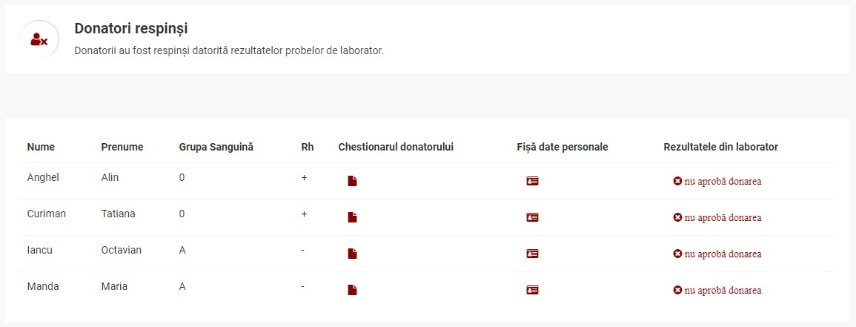 Donatori respinși
Donatorii au fost respinși datorită rezultatelor probelor de laborator.
Nume Prenume Grupa Sanguină Rh Chestionarul donatorului Fișă date personale Rezultatele din laborator
Anghel Alin 0 + nu aprobă donarea
Curiman Tatiana 0 + nu aprobă donarea
Iancu Octavian A - nu aprobă donarea
Manda Maria A - nu aprobă donarea